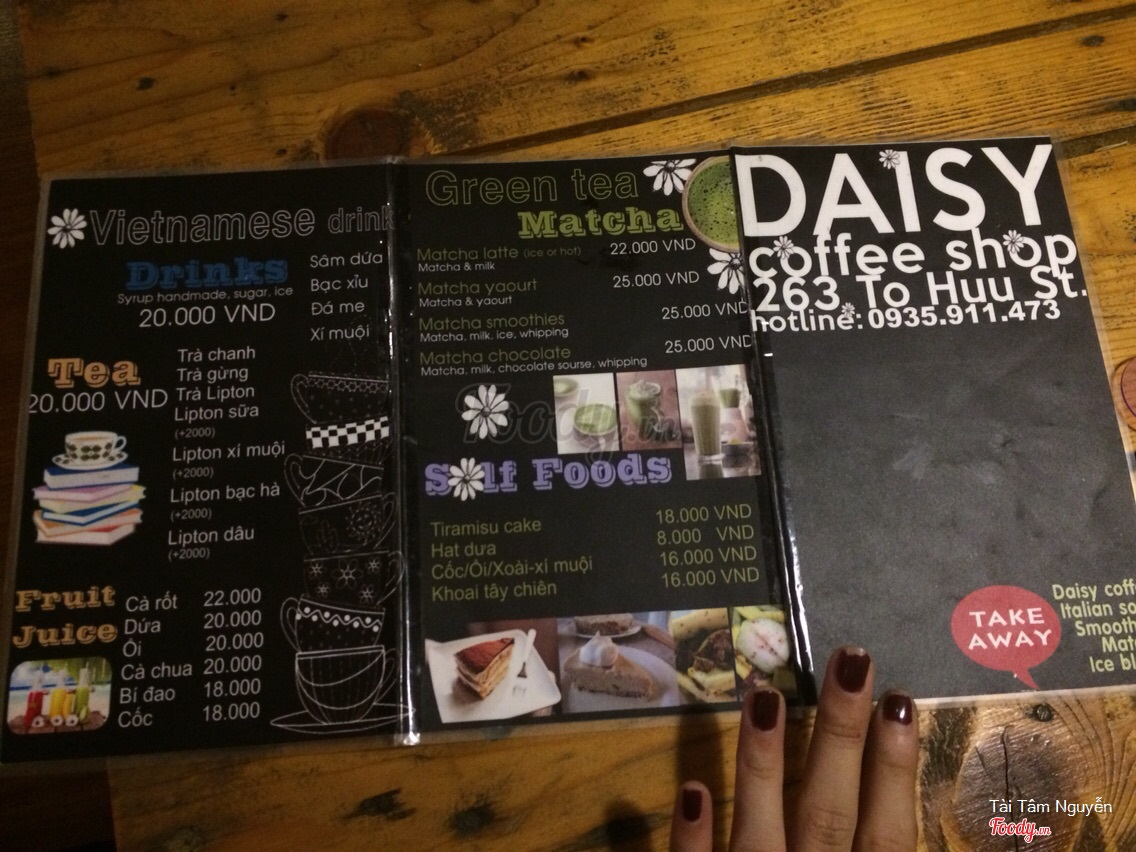 Vietnamese drink
Drinks
Syrup handmade, sugar, ice
20.000 VND
Sâm dứa
Bạc xỉu
Đá me
Xí muội
Tea
20.000 VND
Trà chanh
Trà gừng
Trà Lipton
Lipton sữa
(+2000)
Lipton xí muội
(+2000)
Lipton bạc hà
(+2000)
Lipton dâu
(+2000)
Fruit
Juice
Cà rốt 22.000
Dứa 20.000
Ổi 20.000
Cà chua 20.000
Bí đao 18.000
Cốc 18.000
Green tea
Matcha
Matcha latte (ice or hot) 22.000 VND
Matcha & milk
Matcha yaourt 25.000 VND
Matcha & yaourt
Matcha smoothies 25.000 VND
Matcha, milk, ice, whipping
Matcha chocolate 25.000 VND
Matcha, milk, chocolate sourse, whipping
Foody.vn
Self Foods
Tiramisu cake 18.000 VND
Hạt dưa 8.000 VND
Cốc/Ổi/Xoài-xí muội 16.000 VND
Khoai tây chiên 16.000 VND
DAISY
coffee shop
263 To Huu St.
hotline: 0935.911.473
TAKE
AWAY
Daisy coff
Italian so
Smooth
Mat
Ice bl
Tài Tâm Nguyễn
Foody.vn